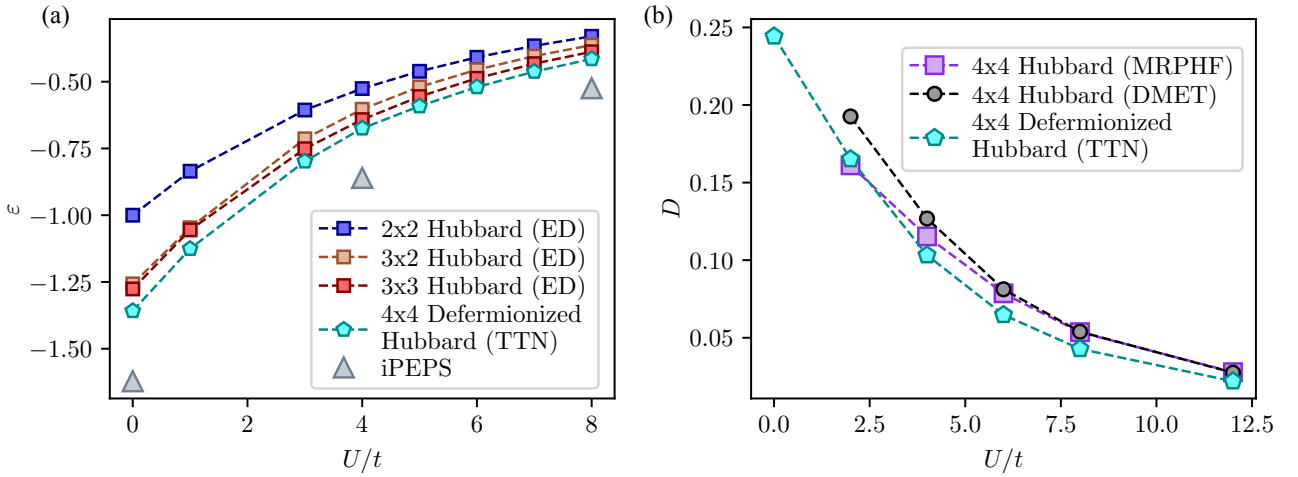 (a)
−0.50
−0.75
−1.00
−1.25
−1.50
ε
0
2
4
6
8
U/t
2x2 Hubbard (ED)
3x2 Hubbard (ED)
3x3 Hubbard (ED)
4x4 Defermionized
Hubbard (TTN)
iPEPS
(b)
0.25
0.20
0.15
0.10
0.05
D
0.0
2.5
5.0
7.5
10.0
12.5
U/t
4x4 Hubbard (MRPHF)
4x4 Hubbard (DMET)
4x4 Defermionized
Hubbard (TTN)